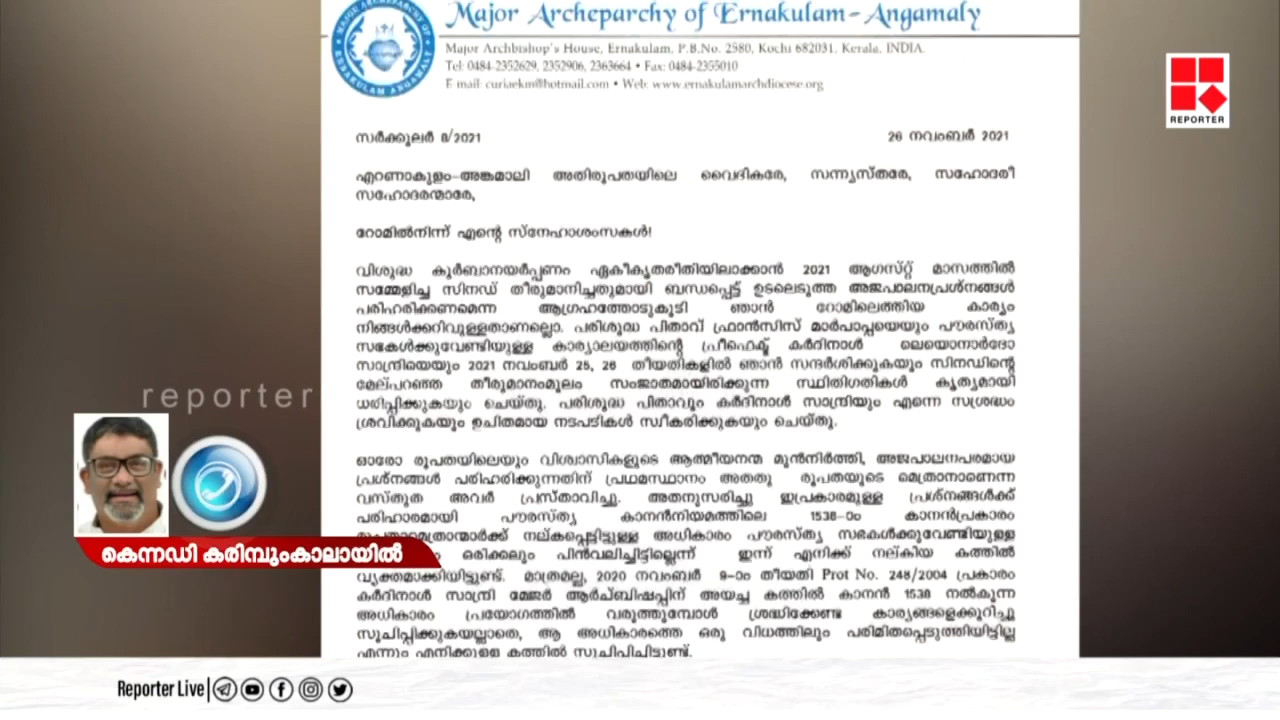 Major Archeparchy of Ernakulam-Angamaly
Major Archbishop's House, Ernakulam, P.B.No. 2580, Kochi 682031, Kerala, INDIA.
Tel: 0484-2352629, 2352906, 2363664 • Fax: 0484-2355010
E mail: curiaekm@hotmail.com • Web: www.ernakulamarchdiocese.org
MAJOR ARCHEPARCHY OF ERNAKULAM ANGAMALY
REPORTER
സർക്കുലർ 8/2021
26 നവംബർ 2021
എറണാകുളം-അങ്കമാലി അതിരൂപതയിലെ വൈദികരേ, സന്ന്യസ്തരേ, സഹോദരീ
സഹോദരന്മാരേ,
റോമിൽനിന്ന് എന്റെ സ്നേഹാശംസകൾ!
വിശുദ്ധ കുർബാനയർപ്പണം ഏകീകൃതരീതിയിലാക്കാൻ 2021 ആഗസ്റ്റ് മാസത്തിൽ
സമ്മേളിച്ച സിനഡ് തീരുമാനിച്ചതുമായി ബന്ധപ്പെട്ട് ഉടലെടുത്ത അജപാലനപ്രശ്നങ്ങൾ
പരിഹരിക്കണമെന്ന ആഗ്രഹത്തോടുകൂടി ഞാൻ റോമിലെത്തിയ കാര്യം
നിങ്ങൾക്കറിവുള്ളതാണല്ലൊ. പരിശുദ്ധ പിതാവ് ഫ്രാൻസിസ് മാർപാപ്പയെയും പൗരസ്ത്യ
സഭകൾക്കുവേണ്ടിയുള്ള കാര്യാലയത്തിന്റെ പ്രീഫെക്ട് കർദിനാൾ ലെയൊനാർദോ
സാന്ദ്രിയെയും 2021 നവംബർ 25, 26 തീയതികളിൽ ഞാൻ സന്ദർശിക്കുകയും സിനഡിന്റെ
മേല്പറഞ്ഞ തീരുമാനംമൂലം സംജാതമായിരിക്കുന്ന സ്ഥിതിഗതികൾ കൃത്യമായി
ധരിപ്പിക്കുകയും ചെയ്തു. പരിശുദ്ധ പിതാവും കർദിനാൾ സാന്ദ്രിയും എന്നെ സശ്രദ്ധം
ശ്രവിക്കുകയും ഉചിതമായ നടപടികൾ സ്വീകരിക്കുകയും ചെയ്തു.
reporter
ഓരോ രൂപതയിലെയും വിശ്വാസികളുടെ ആത്മീയനന്മ മുൻനിർത്തി, അജപാലനപരമായ
പ്രശ്നങ്ങൾ പരിഹരിക്കുന്നതിന് പ്രഥമസ്ഥാനം അതതു രൂപതയുടെ മെത്രാനാണെന്ന
വസ്തുത അവർ പ്രസ്താവിച്ചു. അതനുസരിച്ചു ഇപ്രകാരമുള്ള പ്രശ്നങ്ങൾക്ക്
പരിഹാരമായി പൗരസ്ത്യ കാനൻനിയമത്തിലെ 1538-ാം കാനൻപ്രകാരം
നല്കപ്പെട്ടിട്ടുള്ള അധികാരം പൗരസ്ത്യ സഭകൾക്കുവേണ്ടിയുള്ള
ഒരിക്കലും പിൻവലിച്ചിട്ടില്ലെന്ന് ഇന്ന് എനിക്ക് നല്കിയ കത്തിൽ
വ്യക്തമാക്കിയിട്ടുണ്ട്. മാത്രമല്ല, 2020 നവംബർ 9-ാം തീയതി Prot No. 248/2004 പ്രകാരം
കർദിനാൾ സാന്ദ്രി മേജർ ആർച്ബിഷപ്പിന് അയച്ച കത്തിൽ കാനൻ 1538 നൽകുന്ന
അധികാരം പ്രയോഗത്തിൽ വരുത്തുമ്പോൾ ശ്രദ്ധിക്കേണ്ട കാര്യങ്ങളെക്കുറിച്ചു
സൂചിപ്പിക്കുകയല്ലാതെ, ആ അധികാരത്തെ ഒരു വിധത്തിലും പരിമിതപ്പെടുത്തിയിട്ടില്ല
എന്നും എനിക്കുള്ള കത്തിൽ സൂചിപ്പിച്ചിട്ടുണ്ട്.
കെന്നഡി കരിമ്പുംകാലായിൽ
Reporter Live